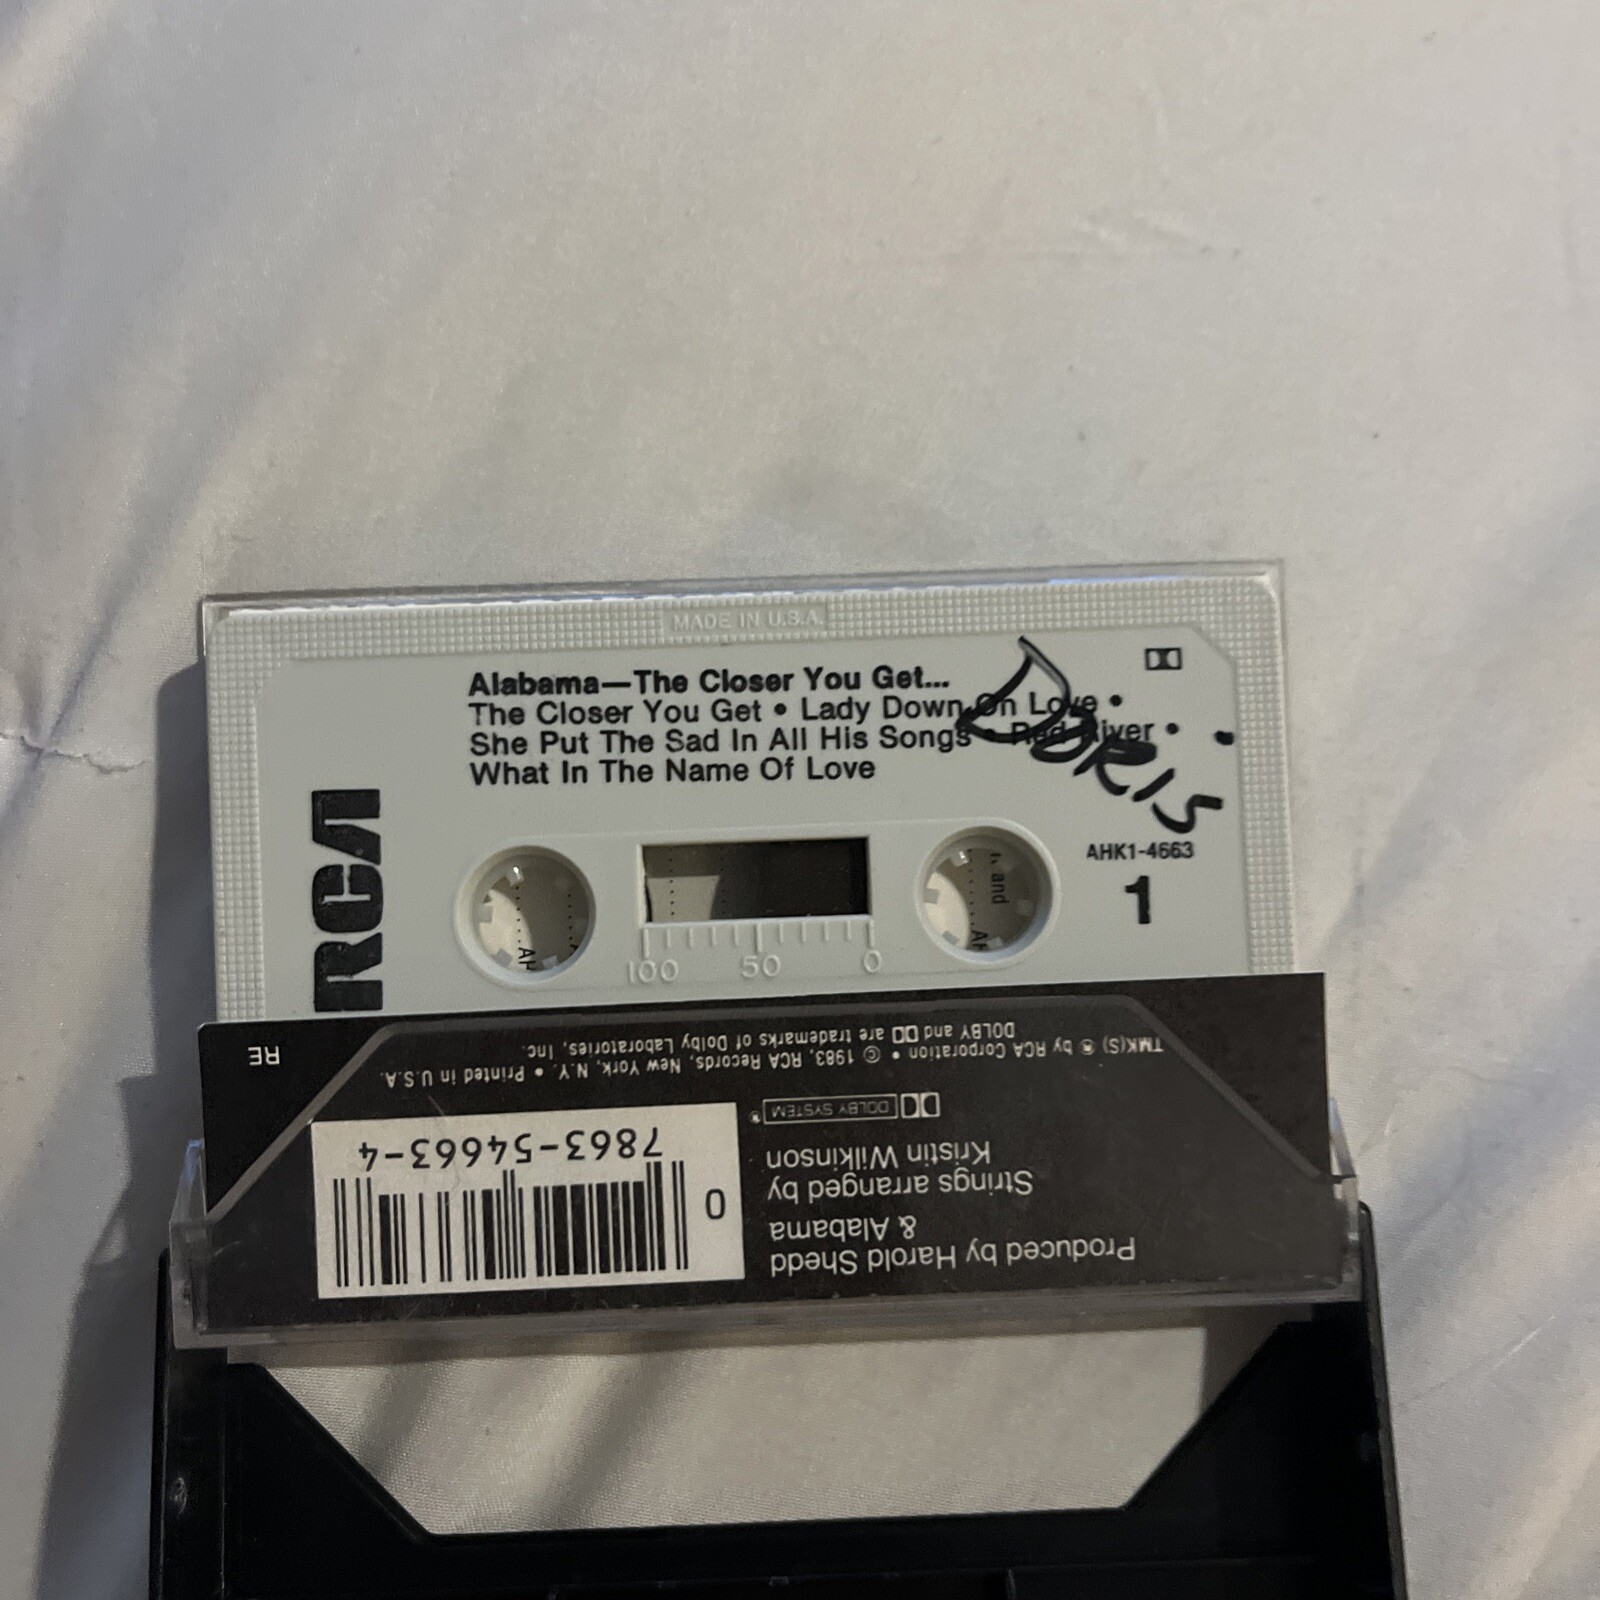 MADE IN U.S.A.
Alabama—The Closer You Get...
The Closer You Get • Lady Down On Love •
She Put The Sad In All His Songs • Red River •
What In The Name Of Love
DORIS
RCA
AHK1-4663
1
and
100 50 0
RE
TMK(S) ® by RCA Corporation • © 1983, RCA Records, New York, N.Y. • Printed in U.S.A.
DOLBY and are trademarks of Dolby Laboratories, Inc.
DOLBY SYSTEM ®
Produced by Harold Shedd
& Alabama
Strings arranged by
Kristin Wilkinson
0
7863-54663-4